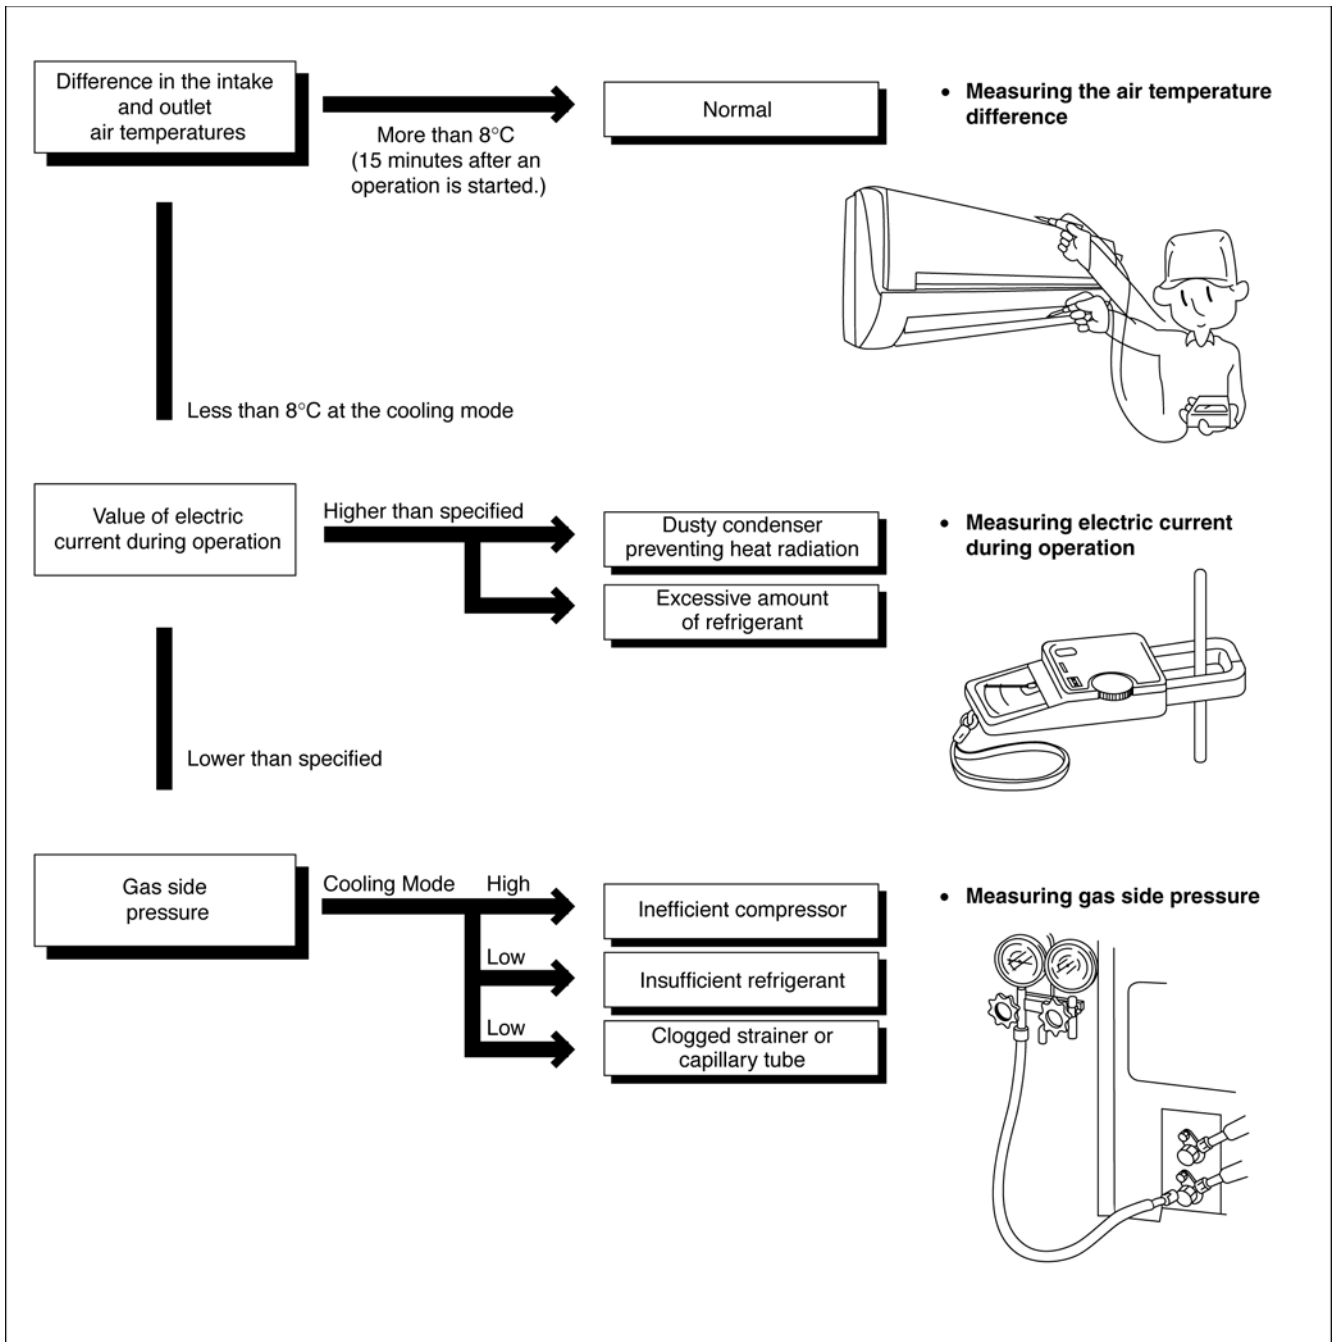 Difference in the intake
and outlet
air temperatures
More than 8°C
(15 minutes after an
operation is started.)
Normal
• Measuring the air temperature
difference
Less than 8°C at the cooling mode
Value of electric
current during operation
Higher than specified
Dusty condenser
preventing heat radiation
Excessive amount
of refrigerant
• Measuring electric current
during operation
Lower than specified
Gas side
pressure
Cooling Mode High
Inefficient compressor
Low
Insufficient refrigerant
Low
Clogged strainer or
capillary tube
• Measuring gas side pressure